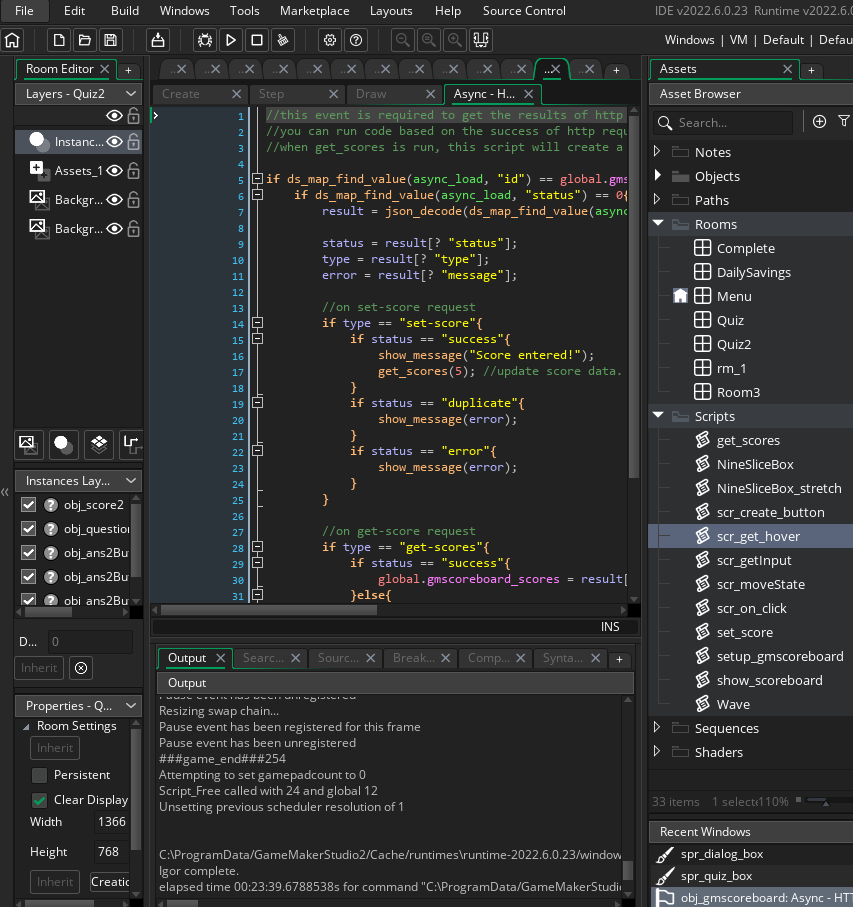 File Edit Build Windows Tools Marketplace Layouts Help Source Control IDE v2022.6.0.23 Runtime v2022.6.0
Windows | VM | Default | Defau
Room Editor
Layers - Quiz2
Instanc...
Assets_1
Backgr...
Backgr...
Instances Lay...
obj_score2
obj_question
obj_ans2Bu
obj_ans2Bu
obj_ans2Bu
D... 0
Inherit
Properties - Q...
Room Settings
Inherit
Persistent
Clear Display
Width 1366
Height 768
Inherit Creatio
.. .. .. .. .. .. .. .. .. .. .. .. ..
Create Step Draw Async - H...
1 //this event is required to get the results of http
2 //you can run code based on the success of http requ
3 //when get_scores is run, this script will create a
4
5 if ds_map_find_value(async_load, "id") == global.gms
6 if ds_map_find_value(async_load, "status") == 0{
7 result = json_decode(ds_map_find_value(async
8
9 status = result[? "status"];
10 type = result[? "type"];
11 error = result[? "message"];
12
13 //on set-score request
14 if type == "set-score"{
15 if status == "success"{
16 show_message("Score entered!");
17 get_scores(5); //update score data.
18 }
19 if status == "duplicate"{
20 show_message(error);
21 }
22 if status == "error"{
23 show_message(error);
24 }
25 }
26
27 //on get-score request
28 if type == "get-scores"{
29 if status == "success"{
30 global.gmscoreboard_scores = result[
31 }else{
INS
Output Searc... Sourc... Break... Comp... Synta...
Output
Pause event has been unregistered
Resizing swap chain...
Pause event has been registered for this frame
Pause event has been unregistered
###game_end###254
Attempting to set gamepadcount to 0
Script_Free called with 24 and global 12
Unsetting previous scheduler resolution of 1
C:\ProgramData/GameMakerStudio2/Cache/runtimes\runtime-2022.6.0.23/window
Igor complete.
elapsed time 00:23:39.6788538s for command "C:\ProgramData/GameMakerStudi
Assets
Asset Browser
Search...
Notes
Objects
Paths
Rooms
Complete
DailySavings
Menu
Quiz
Quiz2
rm_1
Room3
Scripts
get_scores
NineSliceBox
NineSliceBox_stretch
scr_create_button
scr_get_hover
scr_getInput
scr_moveState
scr_on_click
set_score
setup_gmscoreboard
show_scoreboard
Wave
Sequences
Shaders
33 items 1 selecte 110%
Recent Windows
spr_dialog_box
spr_quiz_box
obj_gmscoreboard: Async - HTT